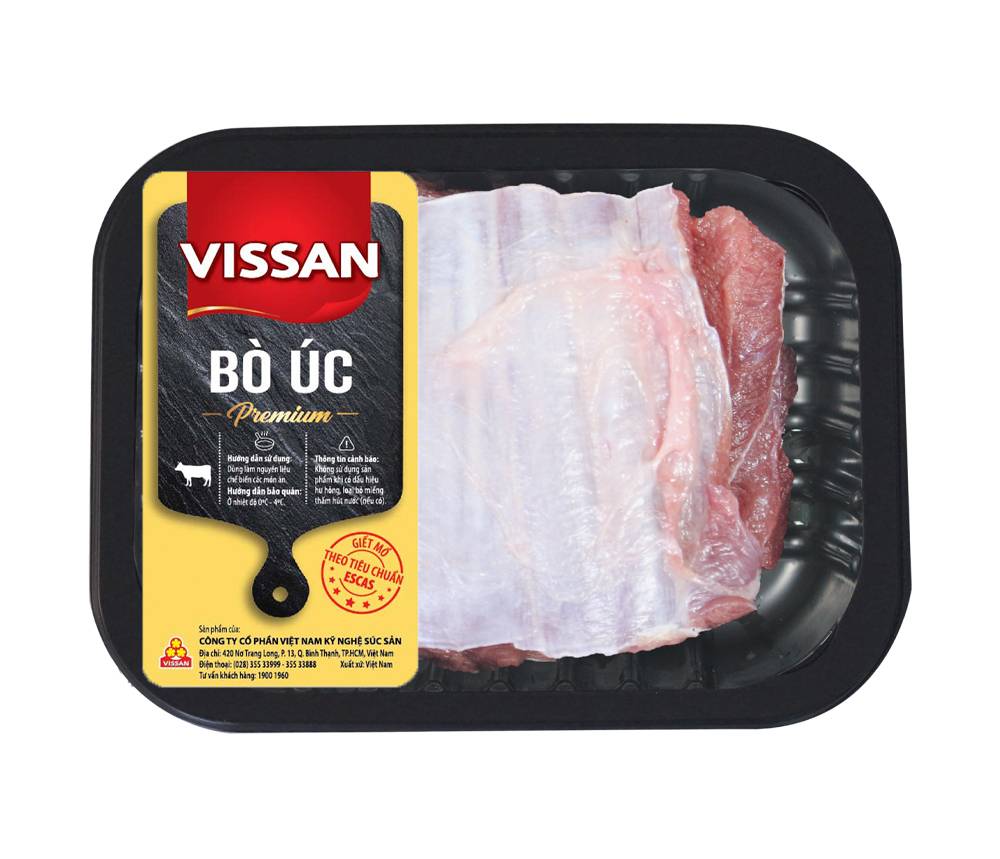 VISSAN
BÒ ÚC
Premium
Hướng dẫn sử dụng:
Dùng làm nguyên liệu
chế biến các món ăn.
Hướng dẫn bảo quản:
Ở nhiệt độ 0ºC - 4ºC.
Thông tin cảnh báo:
Không sử dụng sản
phẩm khi có dấu hiệu
hư hỏng, loại bỏ miếng
thấm hút nước (nếu có).
GIẾT MỔ
THEO TIÊU CHUẨN
ESCAS
Sản phẩm của:
CÔNG TY CỔ PHẦN VIỆT NAM KỸ NGHỆ SÚC SẢN
Địa chỉ: 420 Nơ Trang Long, P. 13, Q. Bình Thạnh, TP.HCM, Việt Nam
Điện thoại: (028) 355 33999 - 355 33888 Xuất xứ: Việt Nam
Tư vấn khách hàng: 1900 1960
VISSAN